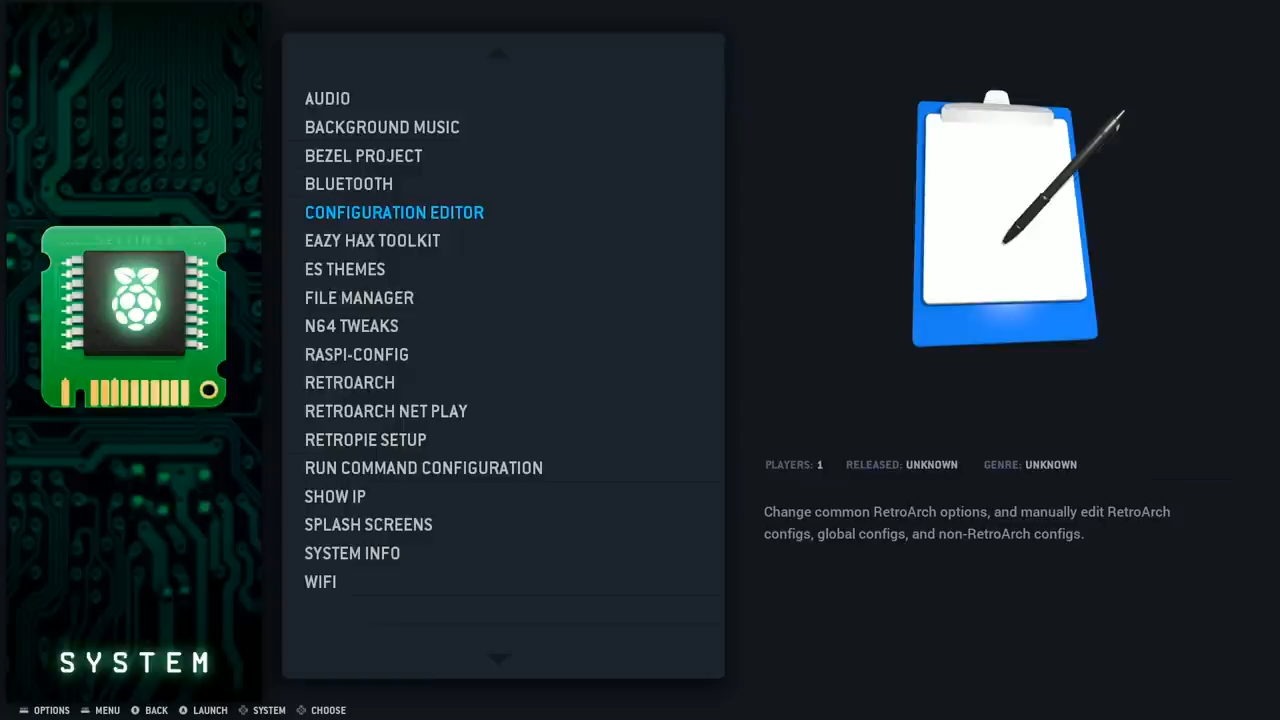 AUDIO
BACKGROUND MUSIC
BEZEL PROJECT
BLUETOOTH
CONFIGURATION EDITOR
EAZY HAX TOOLKIT
ES THEMES
FILE MANAGER
N64 TWEAKS
RASPI-CONFIG
RETROARCH
RETROARCH NET PLAY
RETROPIE SETUP
RUN COMMAND CONFIGURATION
SHOW IP
SPLASH SCREENS
SYSTEM INFO
WIFI
SYSTEM
PLAYERS: 1 RELEASED: UNKNOWN GENRE: UNKNOWN
Change common RetroArch options, and manually edit RetroArch
configs, global configs, and non-RetroArch configs.
OPTIONS MENU BACK LAUNCH SYSTEM CHOOSE